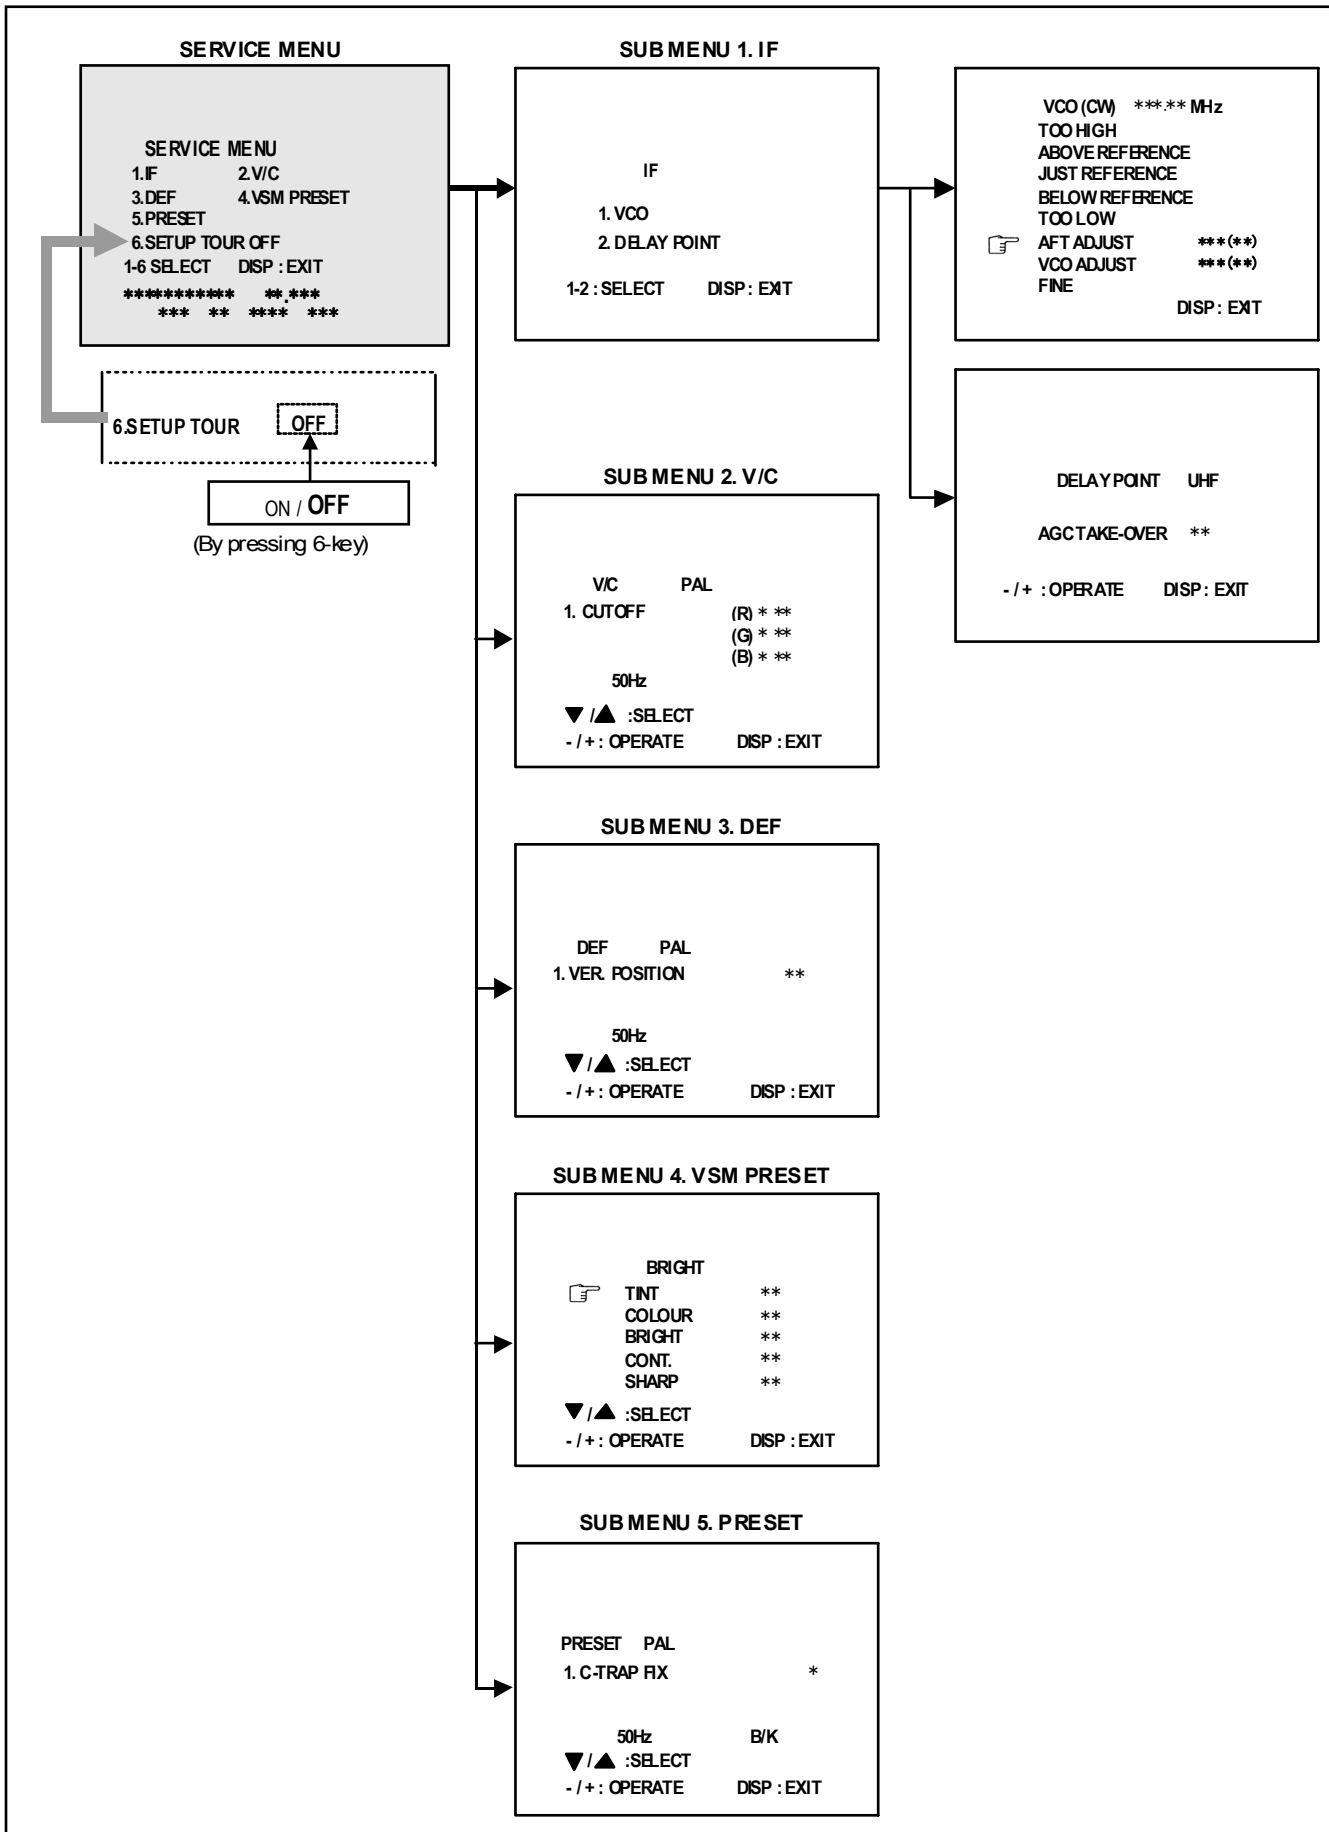 SERVICE MENU
SERVICE MENU
1.IF 2.V/C
3.DEF 4.VSM PRESET
5.PRESET
6.SETUP TOUR OFF
1-6 SELECT DISP : EXIT
*********** **.***
*** ** **** ***
6.SETUP TOUR OFF
ON / OFF
(By pressing 6-key)
SUB MENU 1. IF
IF
1. VCO
2. DELAY POINT
1-2 : SELECT DISP : EXIT
VCO (CW) ***.** MHz
TOO HIGH
ABOVE REFERENCE
JUST REFERENCE
BELOW REFERENCE
TOO LOW
☞ AFT ADJUST ***(**)
VCO ADJUST ***(**)
FINE
DISP : EXIT
DELAY POINT UHF
AGC TAKE-OVER **
- / + : OPERATE DISP : EXIT
SUB MENU 2. V/C
V/C PAL
1. CUTOFF (R) * **
(G) * **
(B) * **
50Hz
▼ /▲ :SELECT
- / + : OPERATE DISP : EXIT
SUB MENU 3. DEF
DEF PAL
1. VER. POSITION **
50Hz
▼ /▲ :SELECT
- / + : OPERATE DISP : EXIT
SUB MENU 4. VSM PRESET
BRIGHT
☞ TINT **
COLOUR **
BRIGHT **
CONT. **
SHARP **
▼ /▲ :SELECT
- / + : OPERATE DISP : EXIT
SUB MENU 5. PRESET
PRESET PAL
1. C-TRAP FIX *
50Hz B/K
▼ /▲ :SELECT
- / + : OPERATE DISP : EXIT